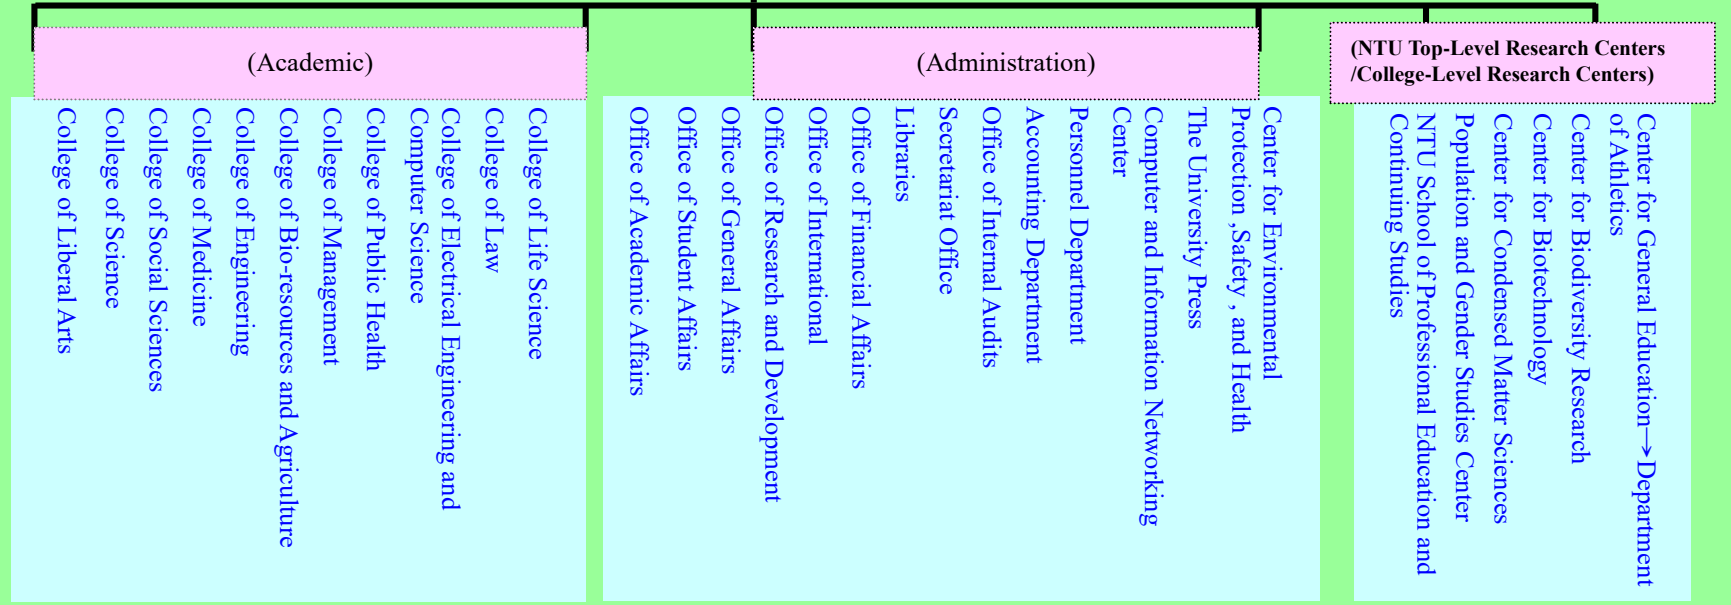 (Academic)
College of Liberal Arts
College of Science
College of Social Sciences
College of Medicine
College of Engineering
College of Bio-resources and Agriculture
College of Management
College of Public Health
College of Electrical Engineering and
Computer Science
College of Law
College of Life Science
(Administration)
Office of Academic Affairs
Office of Student Affairs
Office of General Affairs
Office of Research and Development
Office of International
Office of Financial Affairs
Libraries
Secretariat Office
Office of Internal Audits
Accounting Department
Personnel Department
Computer and Information Networking
Center
The University Press
Center for Environmental
Protection ,Safety , and Health
(NTU Top-Level Research Centers
/College-Level Research Centers)
NTU School of Professional Education and
Continuing Studies
Population and Gender Studies Center
Center for Condensed Matter Sciences
Center for Biotechnology
Center for Biodiversity Research
Center for General Education→Department
of Athletics